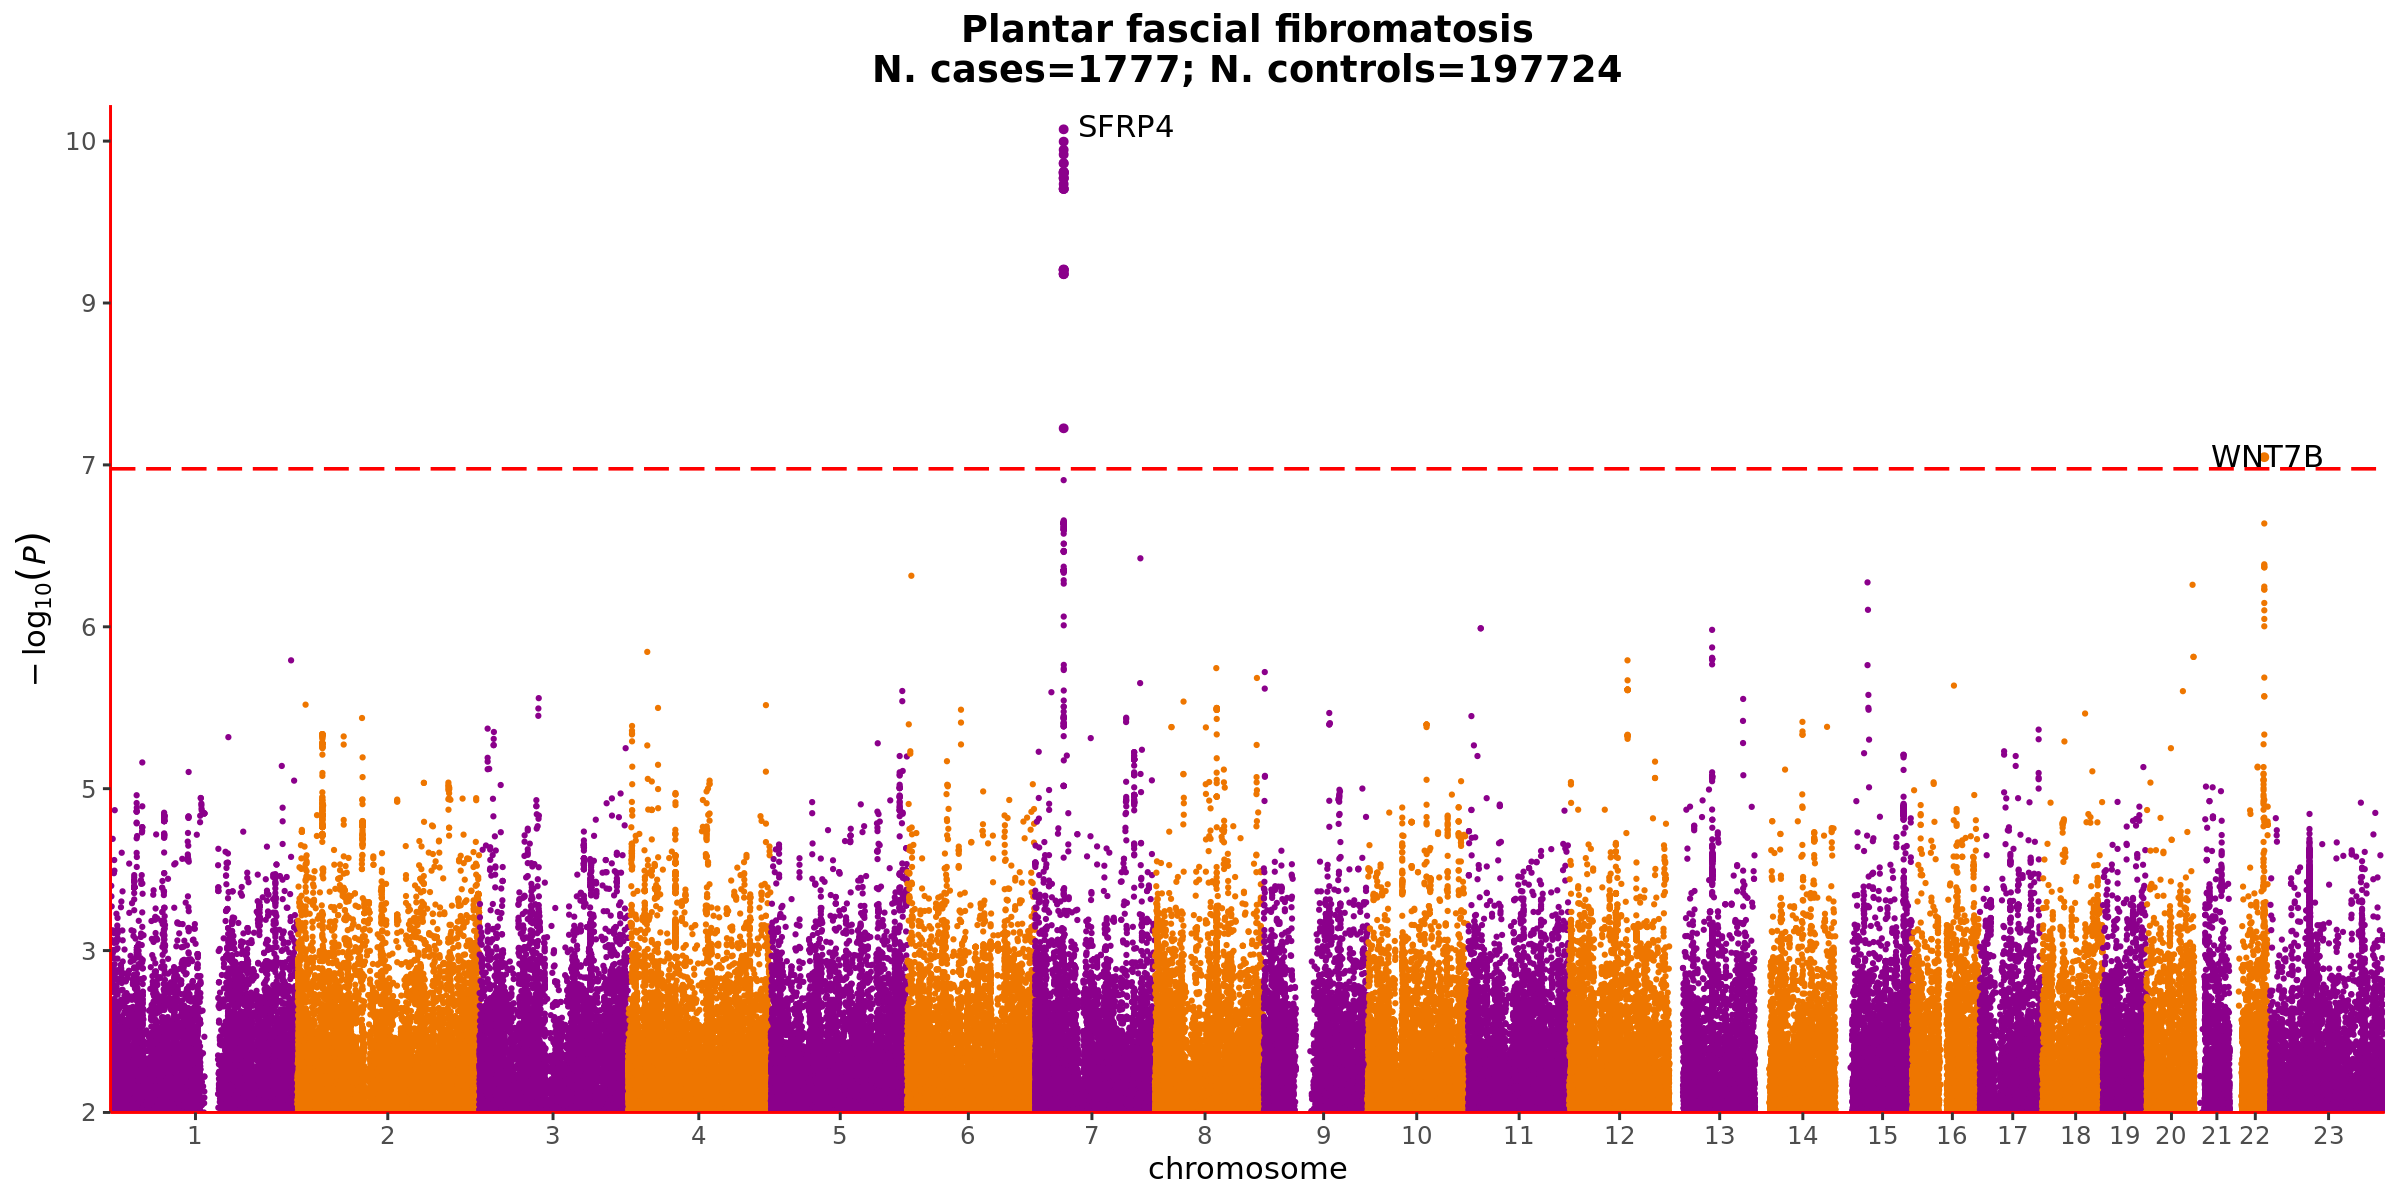 Plantar fascial fibromatosis
N. cases=1777; N. controls=197724
SFRP4
WNT7B
10
9
7
6
5
3
2
−log10(P)
1 2 3 4 5 6 7 8 9 10 11 12 13 14 15 16 17 18 19 20 21 22 23
chromosome